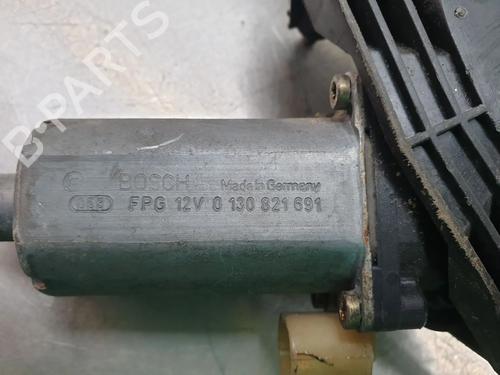 B-PARTS
BOSCH Made in Germany
FPG 12V 0 130 821 691